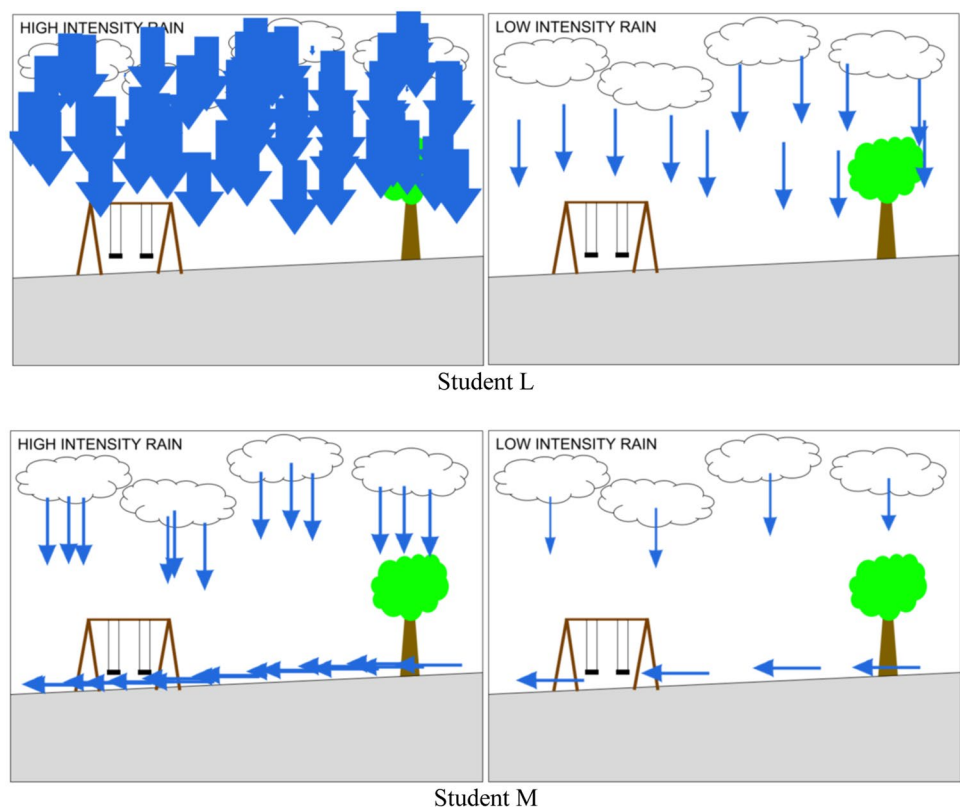 HIGH INTENSITY RAIN
LOW INTENSITY RAIN
Student L
HIGH INTENSITY RAIN
LOW INTENSITY RAIN
Student M